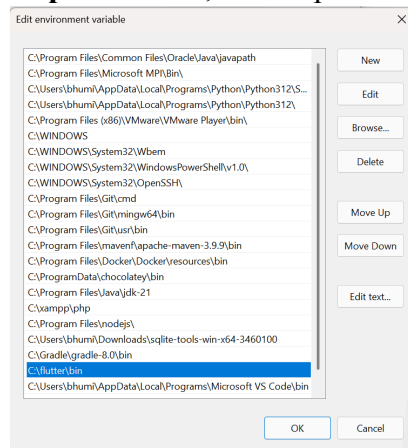 Edit environment variable
C:\Program Files\Common Files\Oracle\Java\javapath
C:\Program Files\Microsoft MPI\Bin\
C:\Users\bhumi\AppData\Local\Programs\Python\Python312\S...
C:\Users\bhumi\AppData\Local\Programs\Python\Python312\
C:\Program Files (x86)\VMware\VMware Player\bin\
C:\WINDOWS
C:\WINDOWS\System32\Wbem
C:\WINDOWS\System32\WindowsPowerShell\v1.0\
C:\WINDOWS\System32\OpenSSH\
C:\Program Files\Git\cmd
C:\Program Files\Git\mingw64\bin
C:\Program Files\Git\usr\bin
C:\Program Files\mavenf\apache-maven-3.9.9\bin
C:\Program Files\Docker\Docker\resources\bin
C:\ProgramData\chocolatey\bin
C:\Program Files\Java\jdk-21
C:\xampp\php
C:\Program Files\nodejs\
C:\Users\bhumi\Downloads\sqlite-tools-win-x64-3460100
C:\Gradle\gradle-8.0\bin
C:\flutter\bin
C:\Users\bhumi\AppData\Local\Programs\Microsoft VS Code\bin
New
Edit
Browse...
Delete
Move Up
Move Down
Edit text...
OK
Cancel